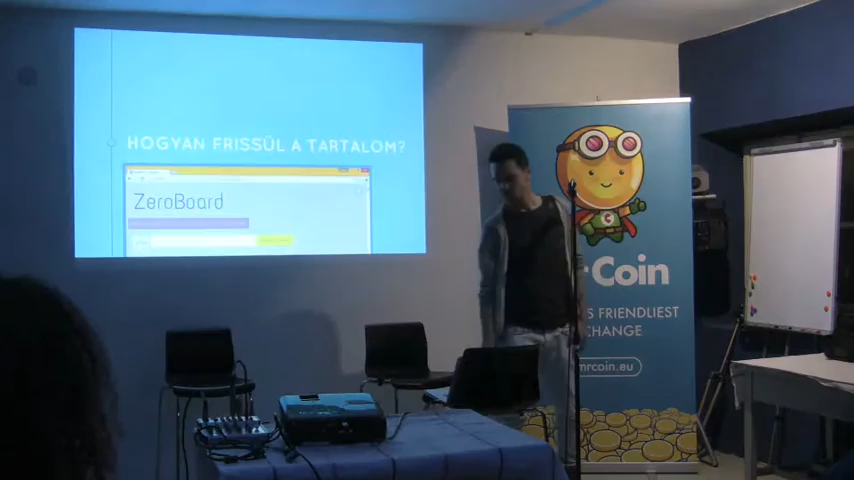 HOGYAN FRISSÜL A TARTALOM?
ZeroBoard
Coin
FRIENDLIEST
CHANGE
mrcoin.eu